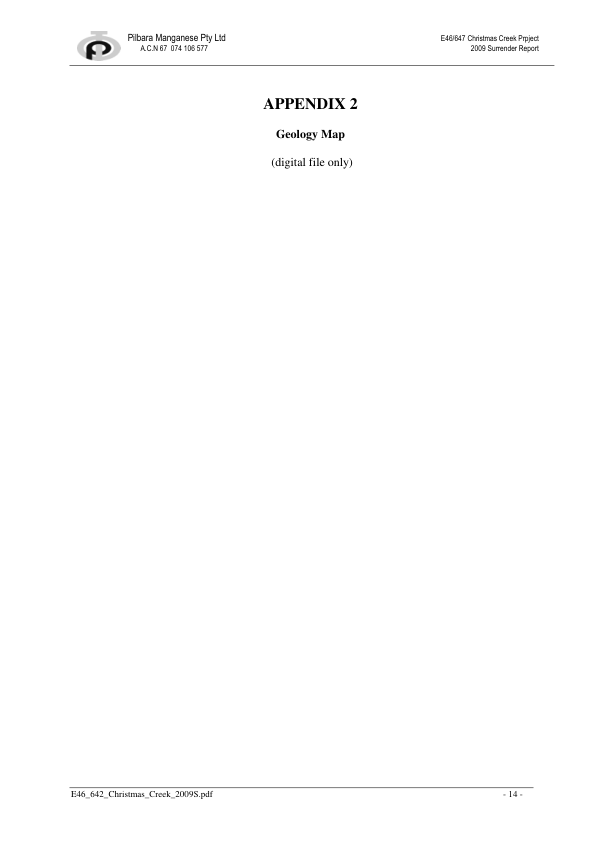 Pilbara Manganese Pty Ltd
A.C.N 67 074 106 577
E46/647 Christmas Creek Prpject
2009 Surrender Report
APPENDIX 2
Geology Map
(digital file only)
E46_642_Christmas_Creek_2009S.pdf
- 14 -